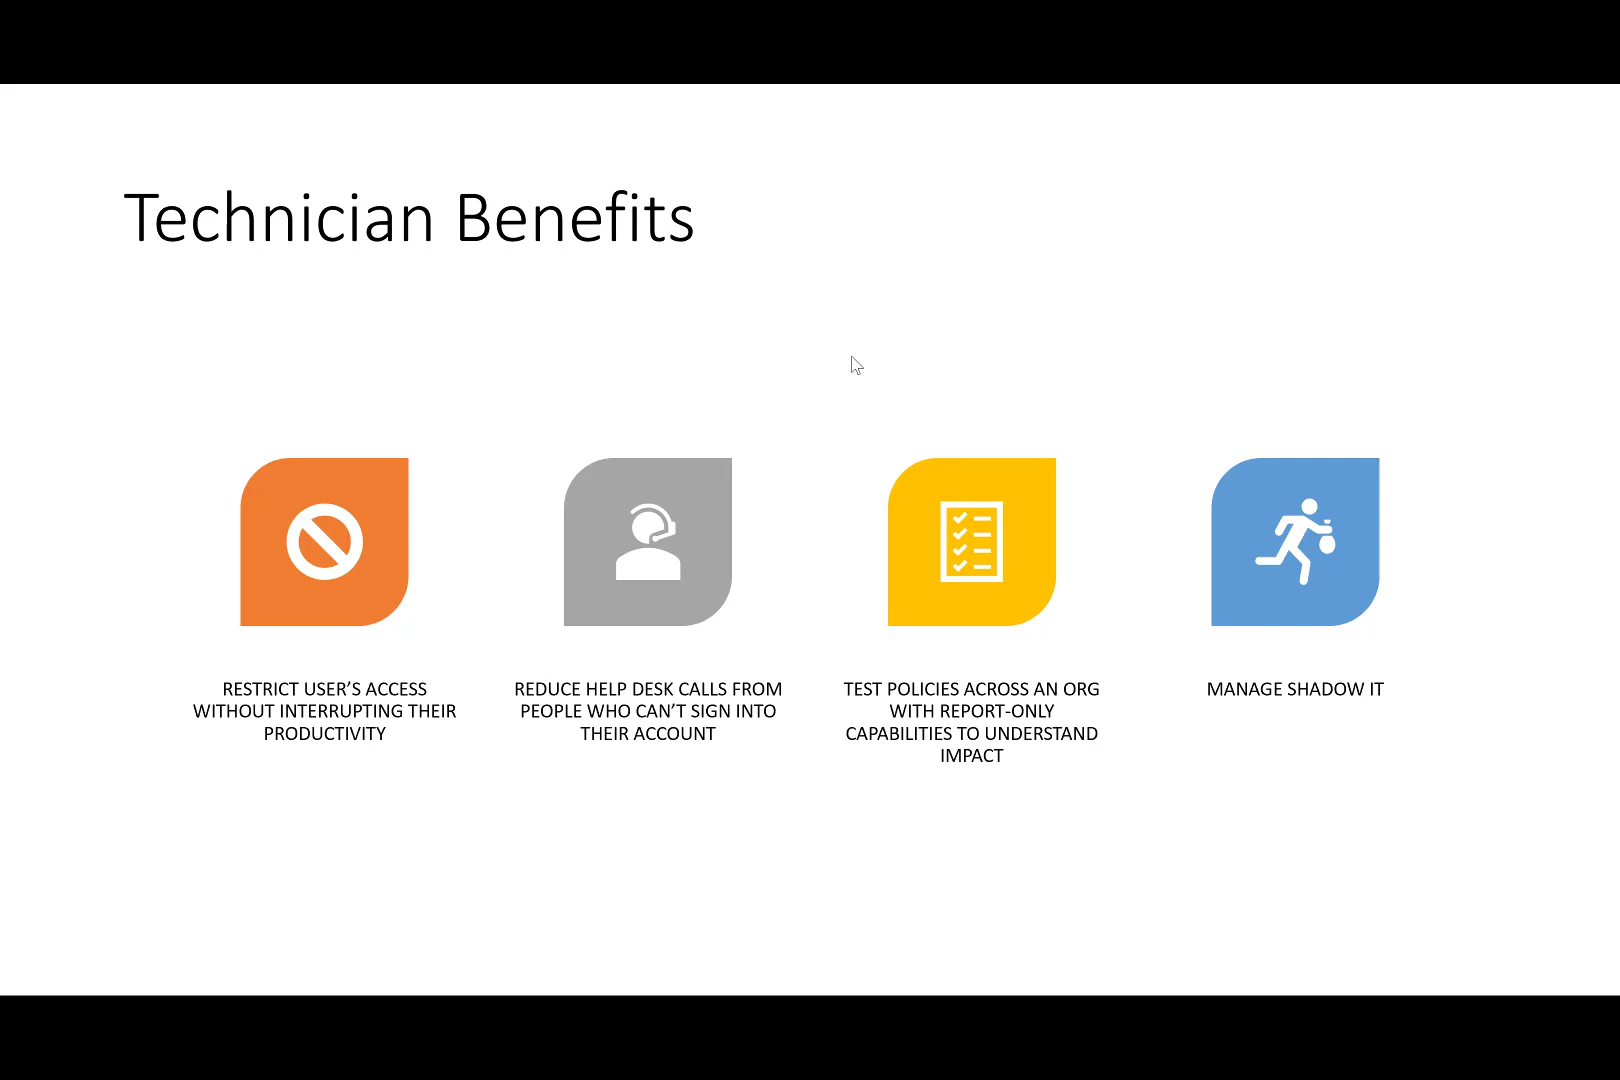 Technician Benefits
RESTRICT USER’S ACCESS
WITHOUT INTERRUPTING THEIR
PRODUCTIVITY
REDUCE HELP DESK CALLS FROM
PEOPLE WHO CAN’T SIGN INTO
THEIR ACCOUNT
TEST POLICIES ACROSS AN ORG
WITH REPORT-ONLY
CAPABILITIES TO UNDERSTAND
IMPACT
MANAGE SHADOW IT